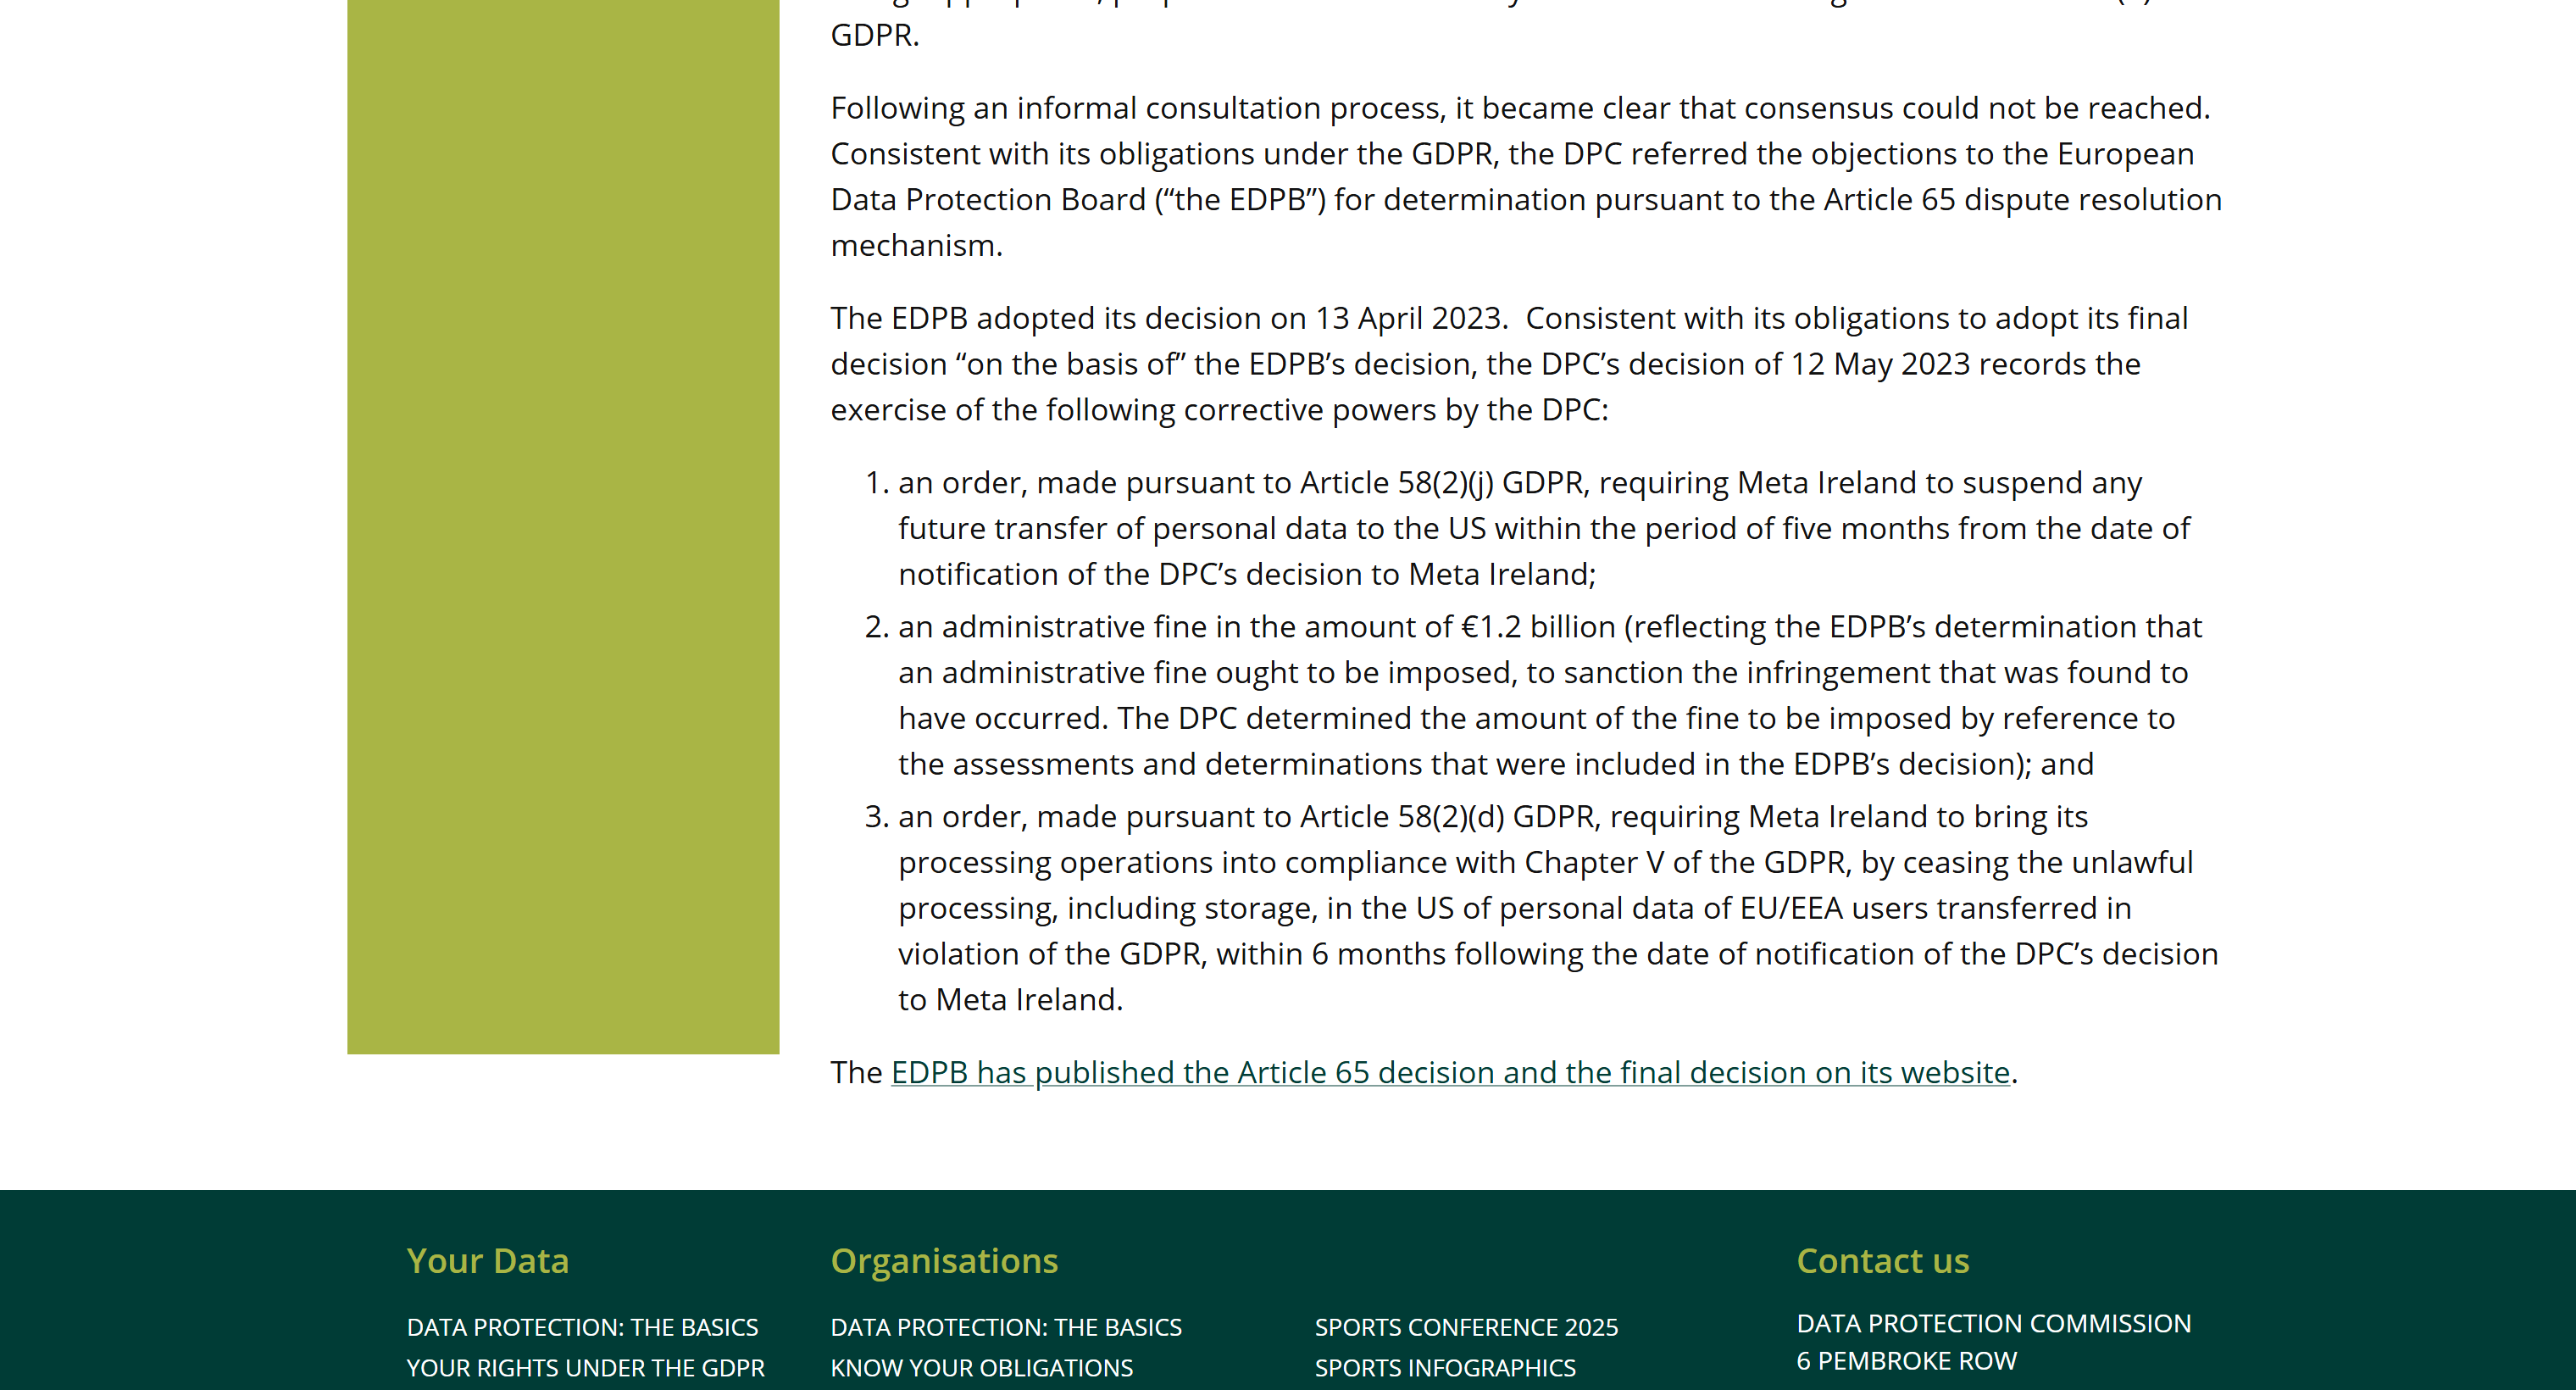 GDPR.
Following an informal consultation process, it became clear that consensus could not be reached.
Consistent with its obligations under the GDPR, the DPC referred the objections to the European
Data Protection Board (“the EDPB”) for determination pursuant to the Article 65 dispute resolution
mechanism.
The EDPB adopted its decision on 13 April 2023.  Consistent with its obligations to adopt its final
decision “on the basis of” the EDPB’s decision, the DPC’s decision of 12 May 2023 records the
exercise of the following corrective powers by the DPC:
1. an order, made pursuant to Article 58(2)(j) GDPR, requiring Meta Ireland to suspend any
future transfer of personal data to the US within the period of five months from the date of
notification of the DPC’s decision to Meta Ireland;
2. an administrative fine in the amount of €1.2 billion (reflecting the EDPB’s determination that
an administrative fine ought to be imposed, to sanction the infringement that was found to
have occurred. The DPC determined the amount of the fine to be imposed by reference to
the assessments and determinations that were included in the EDPB’s decision); and
3. an order, made pursuant to Article 58(2)(d) GDPR, requiring Meta Ireland to bring its
processing operations into compliance with Chapter V of the GDPR, by ceasing the unlawful
processing, including storage, in the US of personal data of EU/EEA users transferred in
violation of the GDPR, within 6 months following the date of notification of the DPC’s decision
to Meta Ireland.
The EDPB has published the Article 65 decision and the final decision on its website.
Your Data
DATA PROTECTION: THE BASICS
YOUR RIGHTS UNDER THE GDPR
Organisations
DATA PROTECTION: THE BASICS
KNOW YOUR OBLIGATIONS
SPORTS CONFERENCE 2025
SPORTS INFOGRAPHICS
Contact us
DATA PROTECTION COMMISSION
6 PEMBROKE ROW